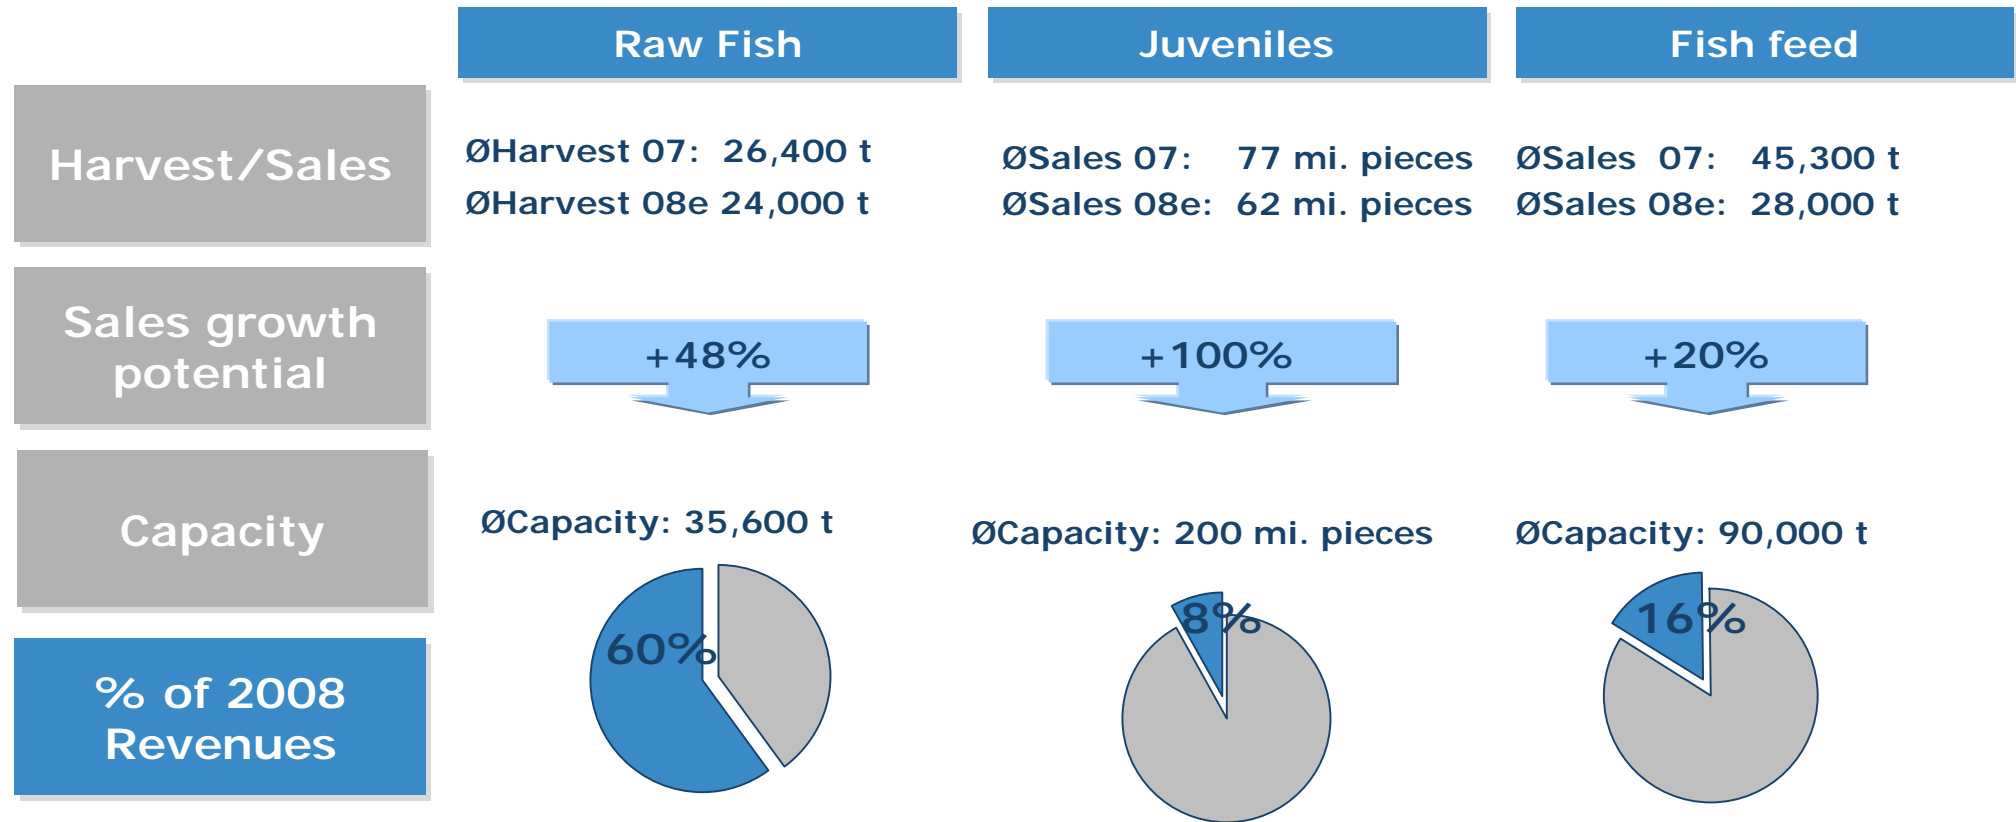 Raw Fish
Juveniles
Fish feed
Harvest/Sales
ØHarvest 07: 26,400 t
ØHarvest 08e 24,000 t
ØSales 07: 77 mi. pieces
ØSales 08e: 62 mi. pieces
ØSales 07: 45,300 t
ØSales 08e: 28,000 t
Sales growth
potential
+48%
+100%
+20%
Capacity
ØCapacity: 35,600 t
ØCapacity: 200 mi. pieces
ØCapacity: 90,000 t
% of 2008
Revenues
60%
8%
16%